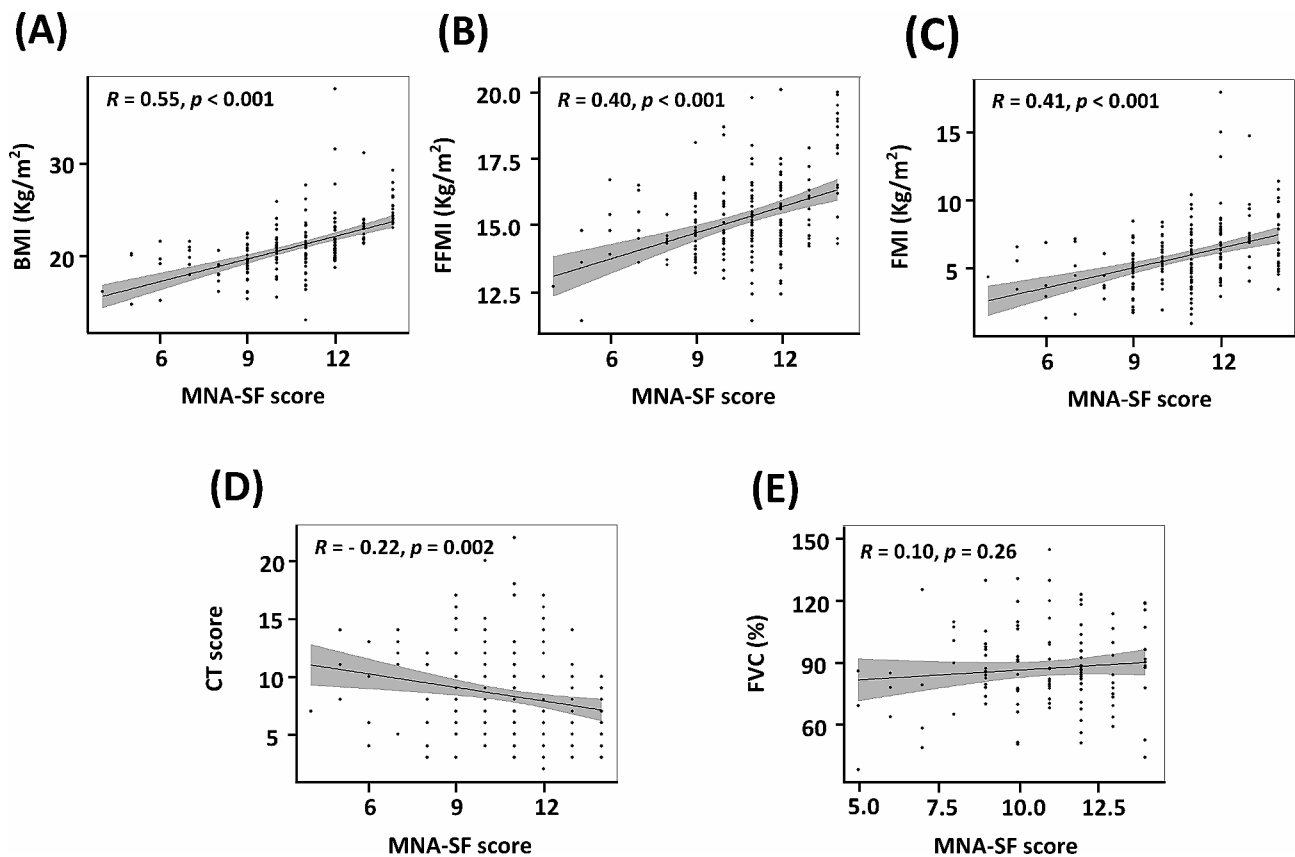 (A)
R = 0.55, p < 0.001
BMI (Kg/m²)
30
20
6 9 12
MNA-SF score
(B)
R = 0.40, p < 0.001
FFMI (Kg/m²)
20.0
17.5
15.0
12.5
6 9 12
MNA-SF score
(C)
R = 0.41, p < 0.001
FMI (Kg/m²)
15
10
5
6 9 12
MNA-SF score
(D)
R = - 0.22, p = 0.002
CT score
20
15
10
5
6 9 12
MNA-SF score
(E)
R = 0.10, p = 0.26
FVC (%)
150
120
90
60
5.0 7.5 10.0 12.5
MNA-SF score